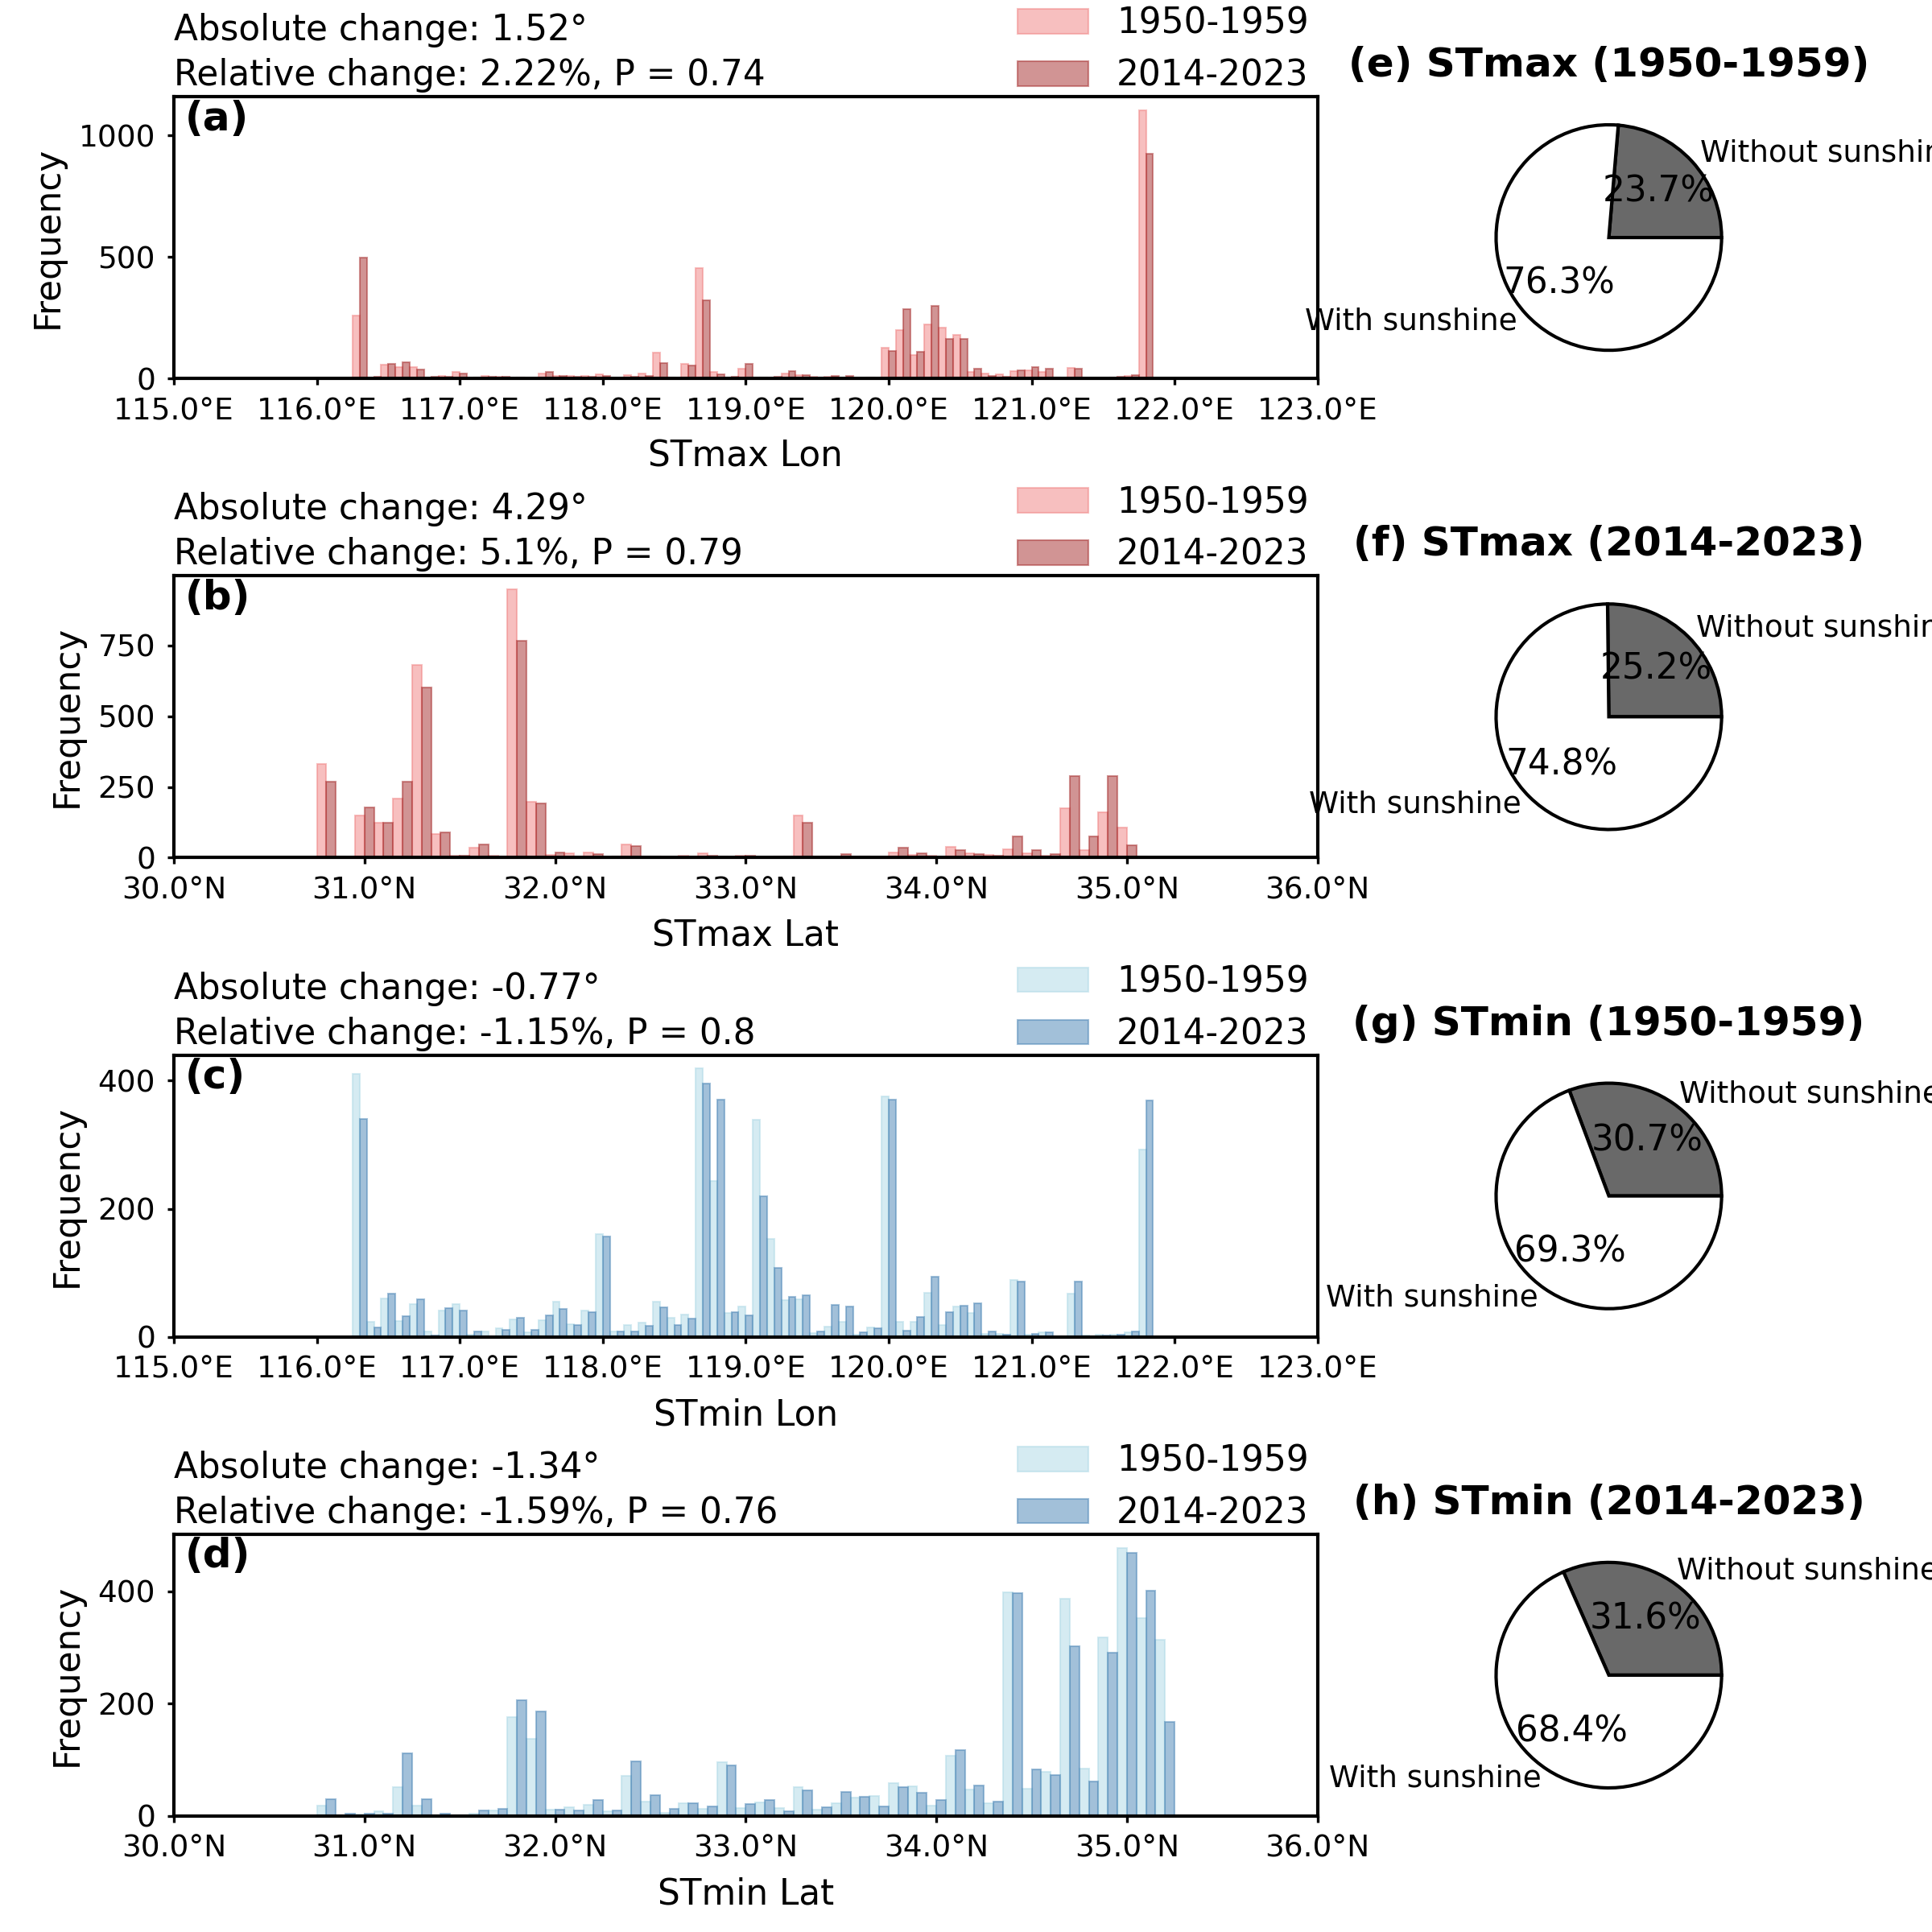 Absolute change: 1.52°
Relative change: 2.22%, P = 0.74
1950-1959
2014-2023
(a)
Frequency
1000
500
0
115.0°E 116.0°E 117.0°E 118.0°E 119.0°E 120.0°E 121.0°E 122.0°E 123.0°E
STmax Lon
(e) STmax (1950-1959)
Without sunshin
23.7%
76.3%
With sunshine
Absolute change: 4.29°
Relative change: 5.1%, P = 0.79
1950-1959
2014-2023
(b)
Frequency
750
500
250
0
30.0°N 31.0°N 32.0°N 33.0°N 34.0°N 35.0°N 36.0°N
STmax Lat
(f) STmax (2014-2023)
Without sunshin
25.2%
74.8%
With sunshine
Absolute change: -0.77°
Relative change: -1.15%, P = 0.8
1950-1959
2014-2023
(c)
Frequency
400
200
0
115.0°E 116.0°E 117.0°E 118.0°E 119.0°E 120.0°E 121.0°E 122.0°E 123.0°E
STmin Lon
(g) STmin (1950-1959)
Without sunshine
30.7%
69.3%
With sunshine
Absolute change: -1.34°
Relative change: -1.59%, P = 0.76
1950-1959
2014-2023
(d)
Frequency
400
200
0
30.0°N 31.0°N 32.0°N 33.0°N 34.0°N 35.0°N 36.0°N
STmin Lat
(h) STmin (2014-2023)
Without sunshine
31.6%
68.4%
With sunshine